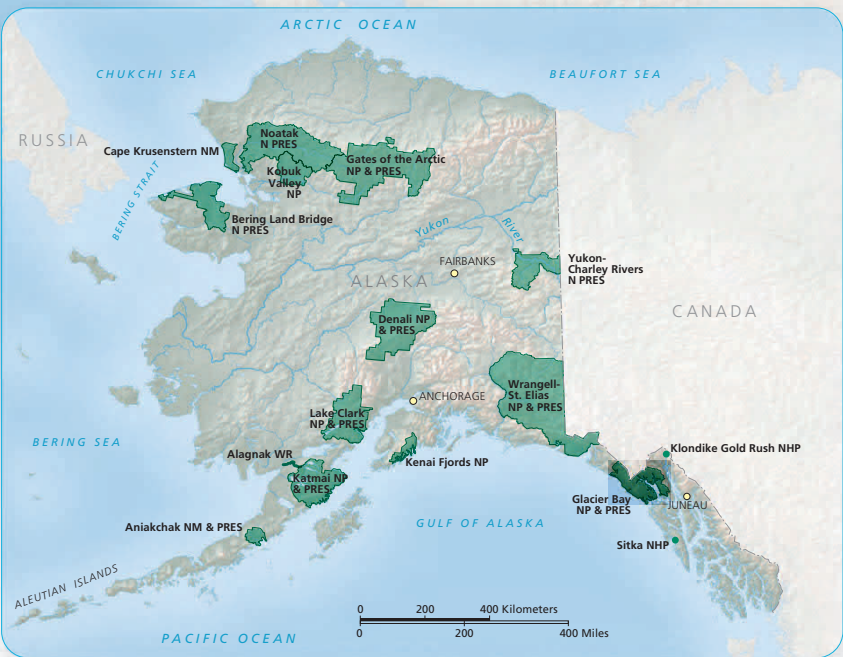 ARCTIC OCEAN
CHUKCHI SEA
BEAUFORT SEA
RUSSIA
Cape Krusenstern NM
Noatak
N PRES
Gates of the Arctic
NP & PRES
Kobuk
Valley
NP
BERING STRAIT
Bering Land Bridge
N PRES
Yukon
River
FAIRBANKS
Yukon-
Charley Rivers
N PRES
ALASKA
CANADA
Denali NP
& PRES
Wrangell-
St. Elias
NP & PRES
ANCHORAGE
Lake Clark
NP & PRES
BERING SEA
Alagnak WR
Kenai Fjords NP
Klondike Gold Rush NHP
Katmai NP
& PRES
Glacier Bay
NP & PRES
JUNEAU
Aniakchak NM & PRES
GULF OF ALASKA
Sitka NHP
ALEUTIAN ISLANDS
0 200 400 Kilometers
0 200 400 Miles
PACIFIC OCEAN